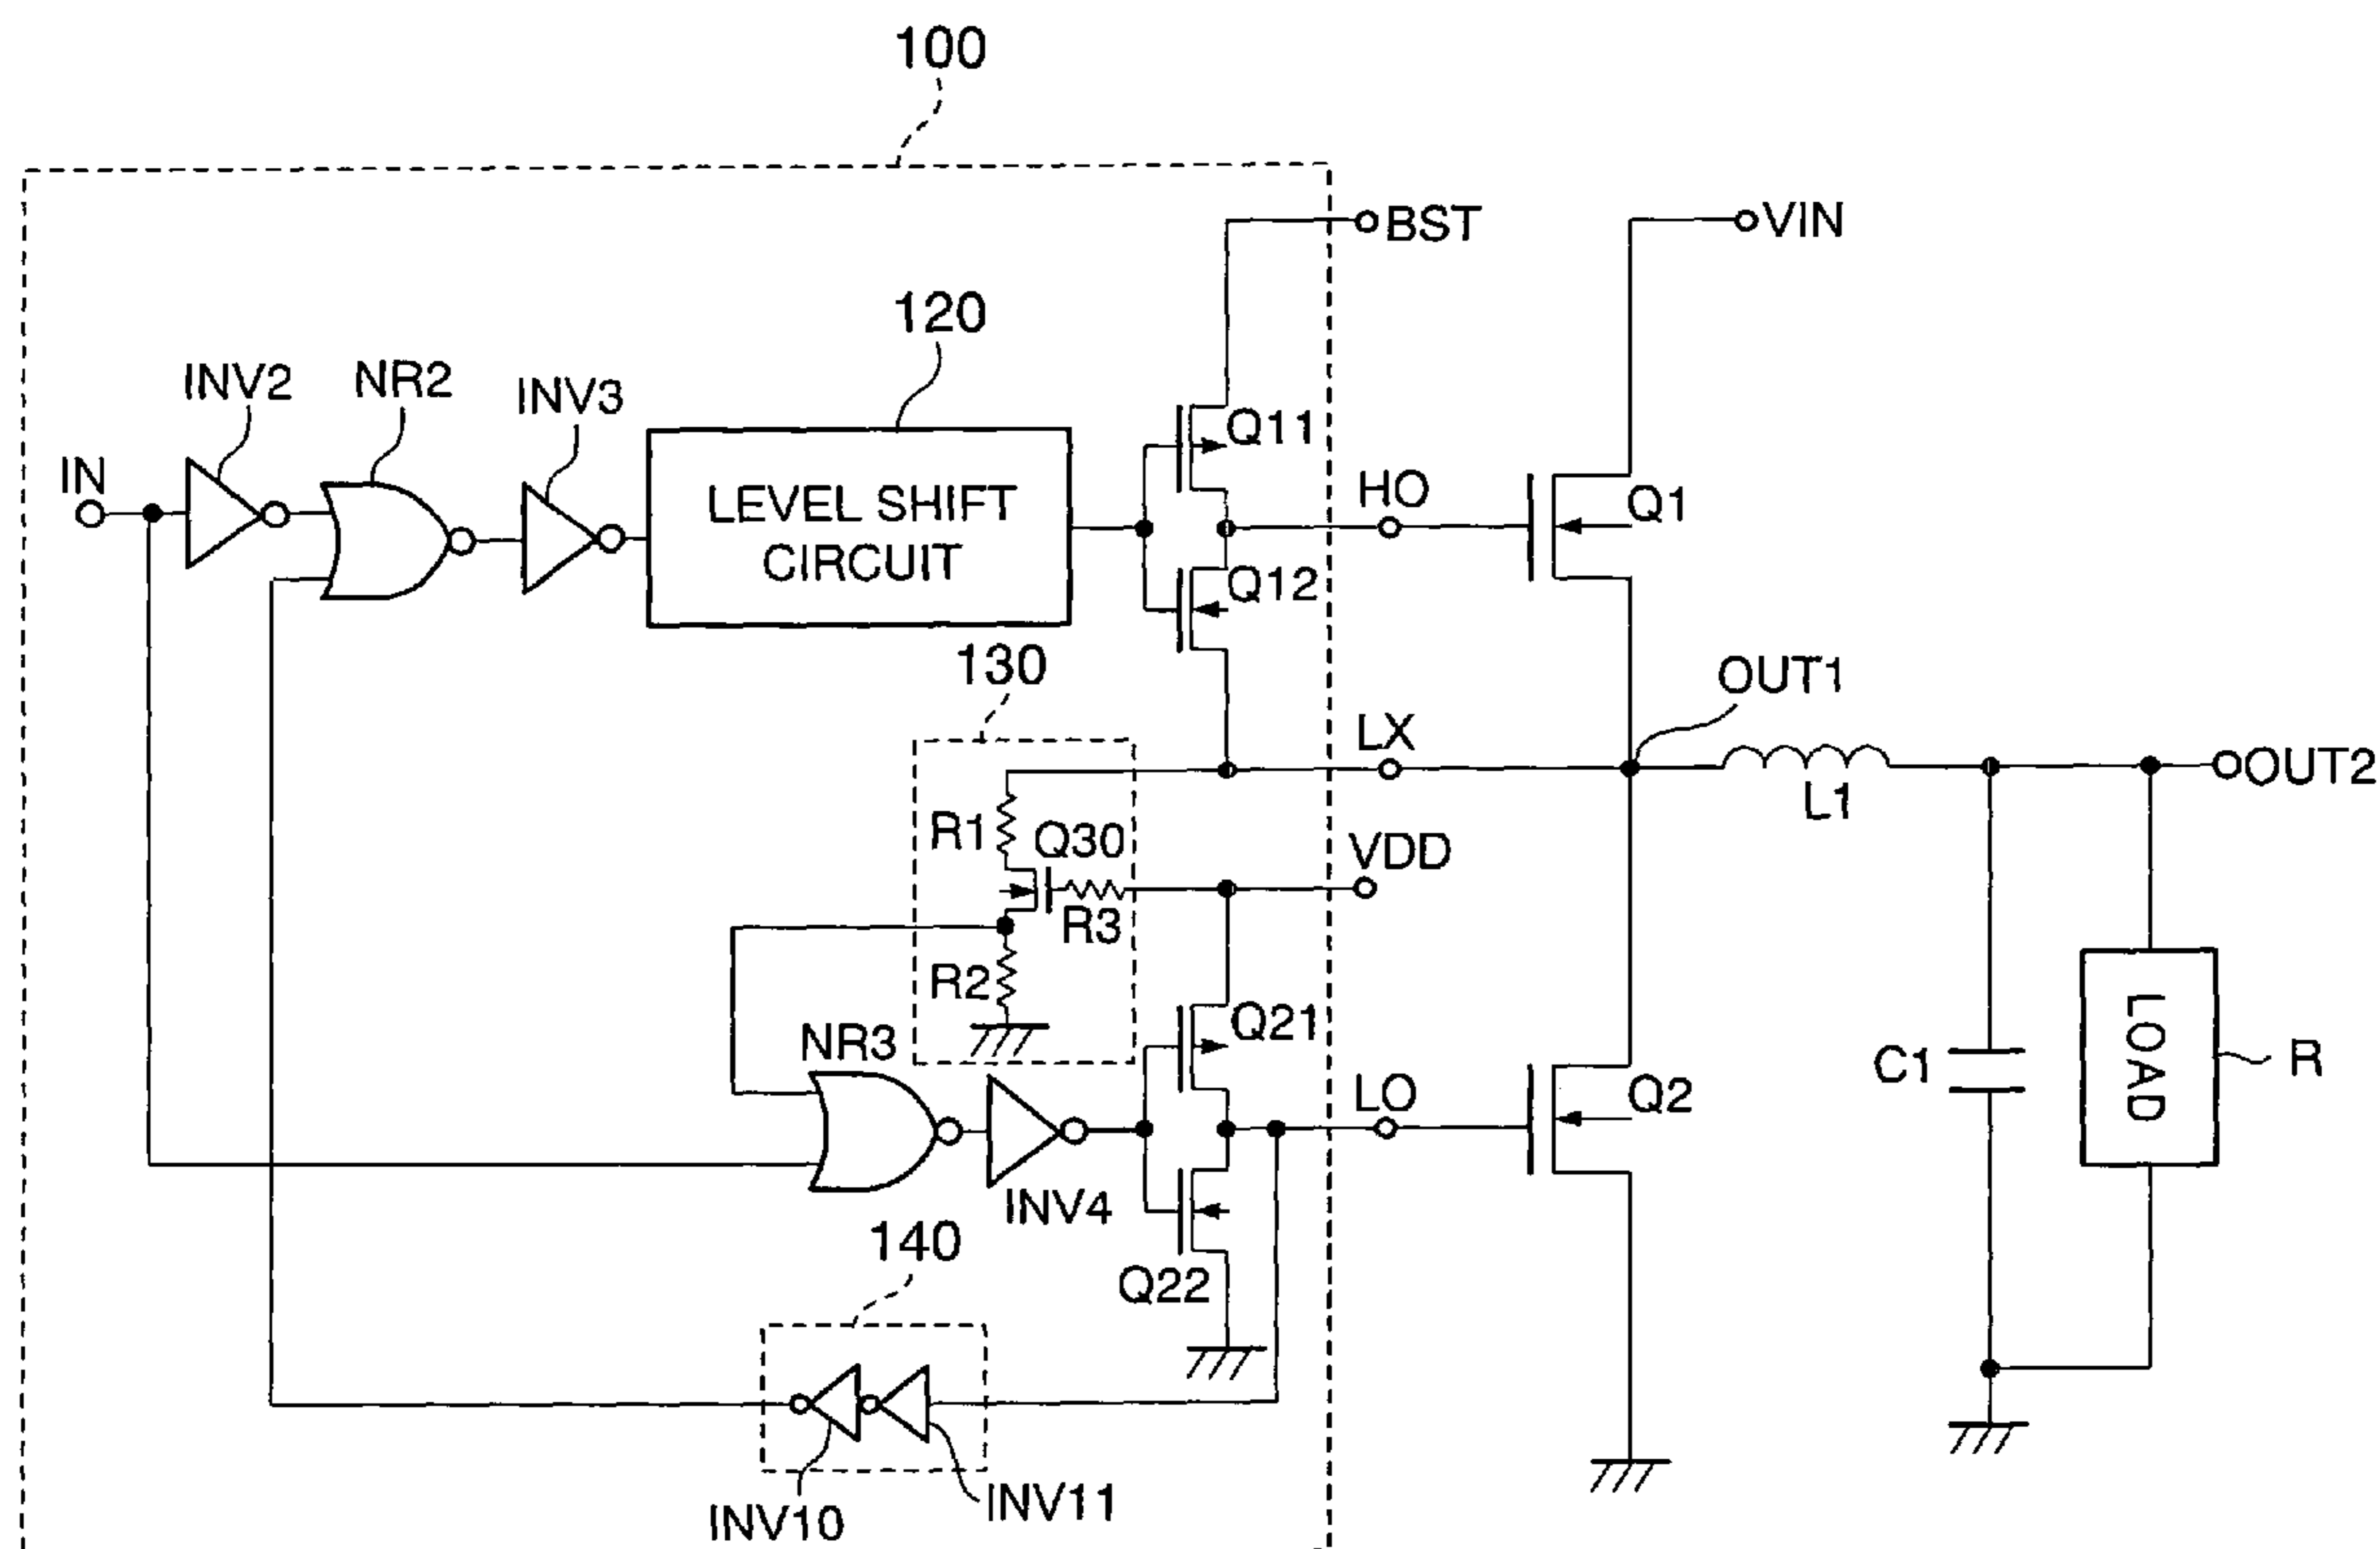 100
BST
VIN
120
INV2
NR2
INV3
Q11
IN
HO
Q1
LEVEL SHIFT
CIRCUIT
Q12
130
OUT1
LX
OUT2
L1
R1
Q30
VDD
R3
R2
Q21
NR3
LOAD
R
C1
LO
Q2
INV4
140
Q22
INV10
INV11